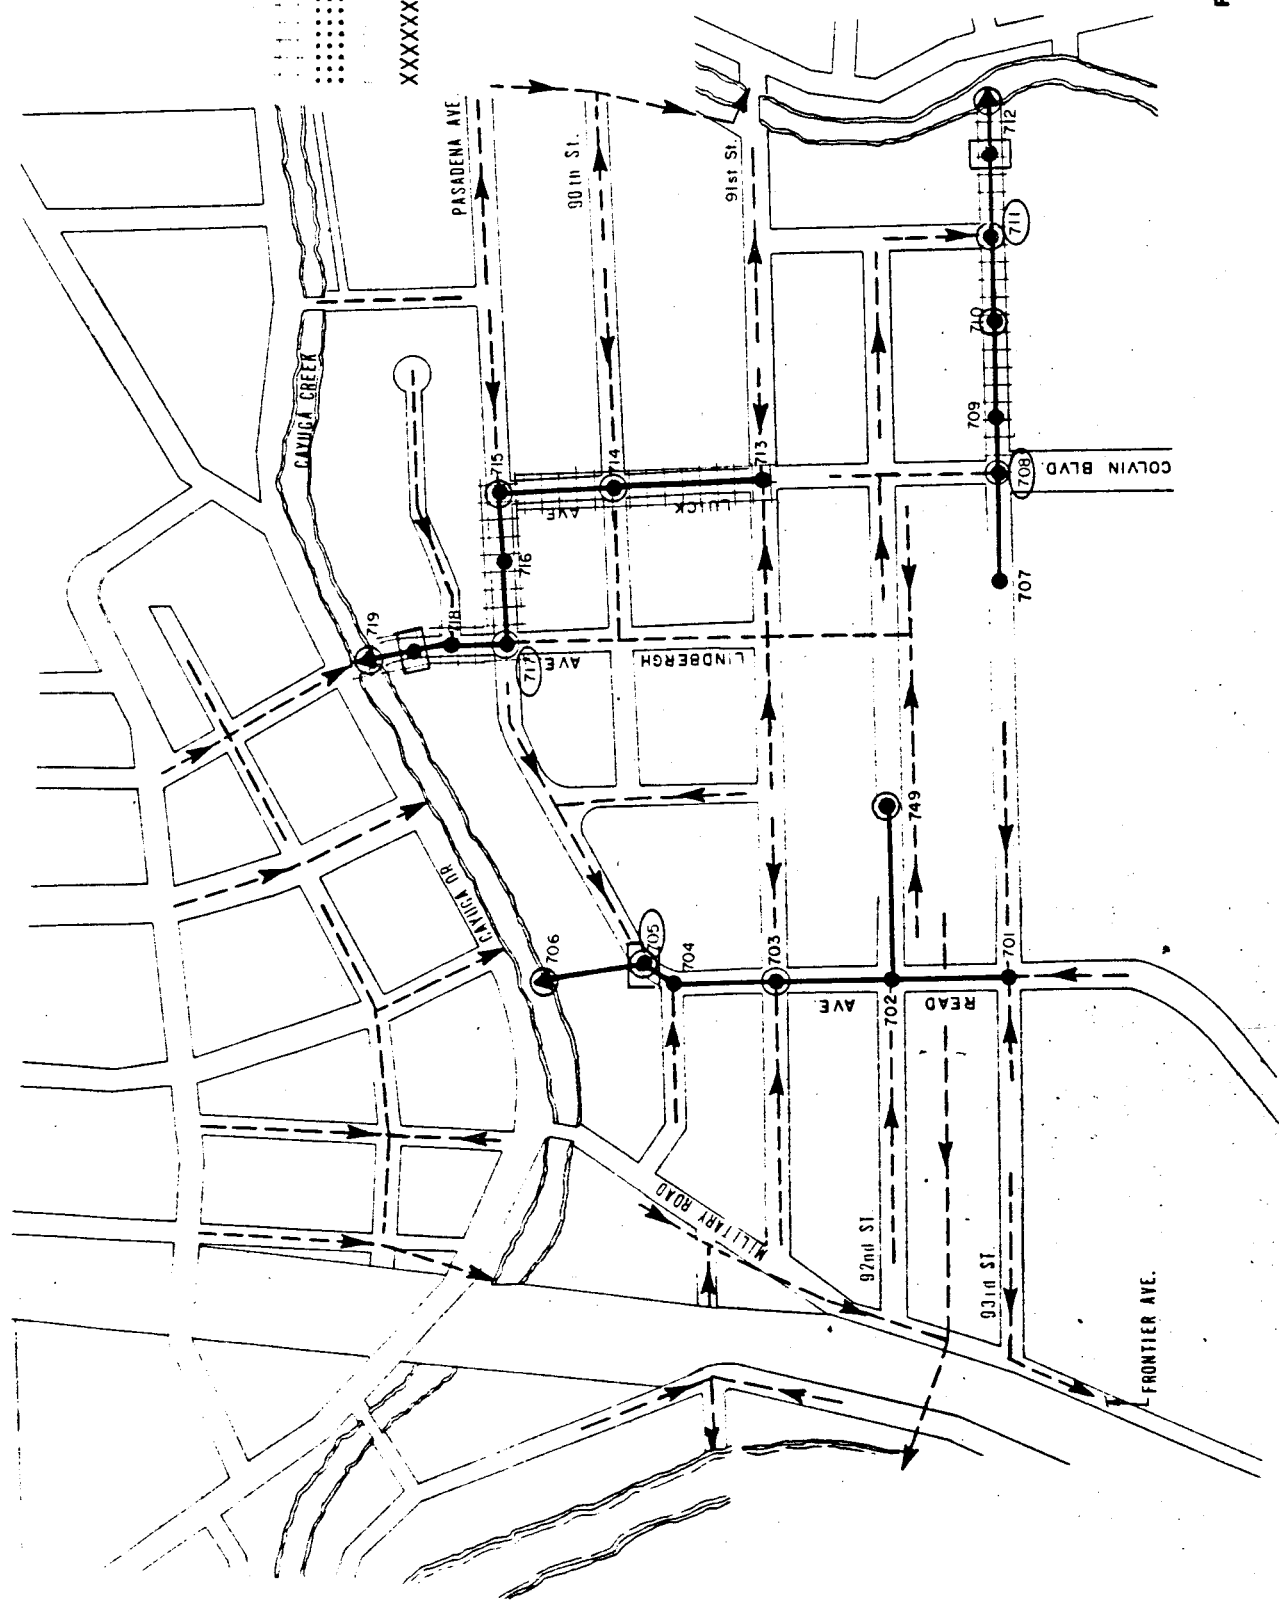 XXXXXX
PASADENA AVE
90th St.
91st St.
712
711
710
709
708
COLVIN BLVD.
707
CAYUGA CREEK
715
714
713
LUICK
AVE
716
719
718
717
AVE
LINDBERGH
749
CAYUGA DR
706
705
704
703
701
AVE
READ
702
MILLITARY ROAD
92nd ST
93rd ST.
FRONTIER AVE.